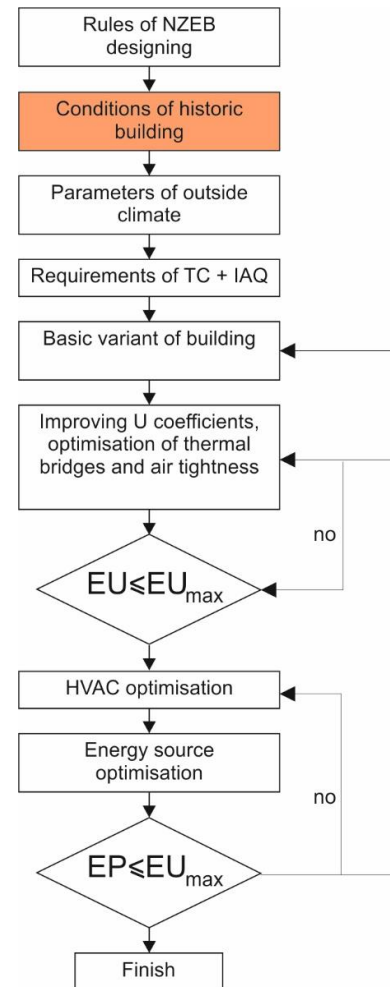 Rules of NZEB
designing
Conditions of historic
building
Parameters of outside
climate
Requirements of TC + IAQ
Basic variant of building
Improving U coefficients,
optimisation of thermal
bridges and air tightness
no
EU⩽EUmax
HVAC optimisation
Energy source
optimisation
no
EP⩽EUmax
Finish